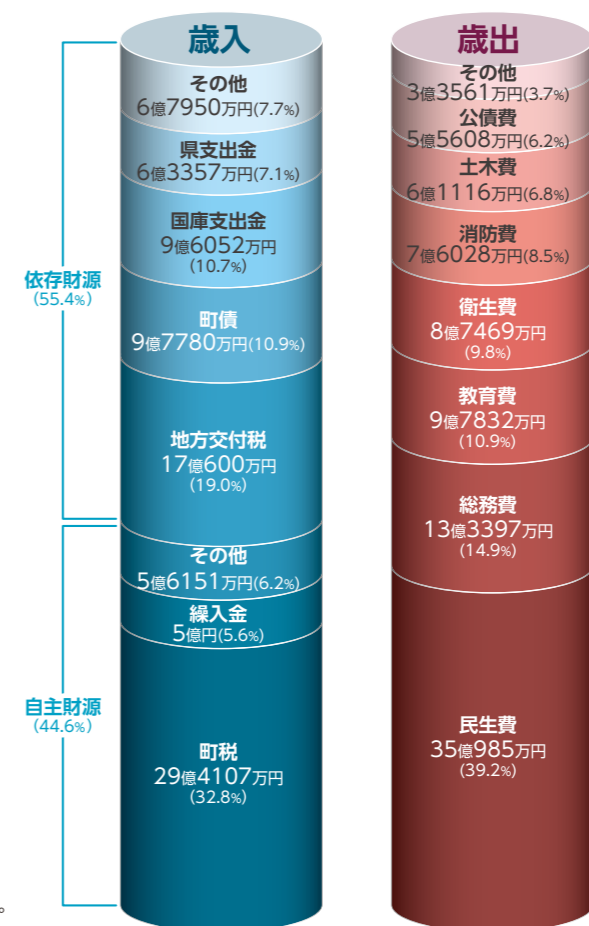 歳入
その他
6億7950万円(7.7%)
県支出金
6億3357万円(7.1%)
国庫支出金
9億6052万円
(10.7%)
町債
9億7780万円(10.9%)
地方交付税
17億600万円
(19.0%)
その他
5億6151万円(6.2%)
繰入金
5億円(5.6%)
町税
29億4107万円
(32.8%)
依存財源
(55.4%)
自主財源
(44.6%)
歳出
その他
3億3561万円(3.7%)
公債費
5億5608万円(6.2%)
土木費
6億1116万円(6.8%)
消防費
7億6028万円(8.5%)
衛生費
8億7469万円
(9.8%)
教育費
9億7832万円
(10.9%)
総務費
13億3397万円
(14.9%)
民生費
35億985万円
(39.2%)
。